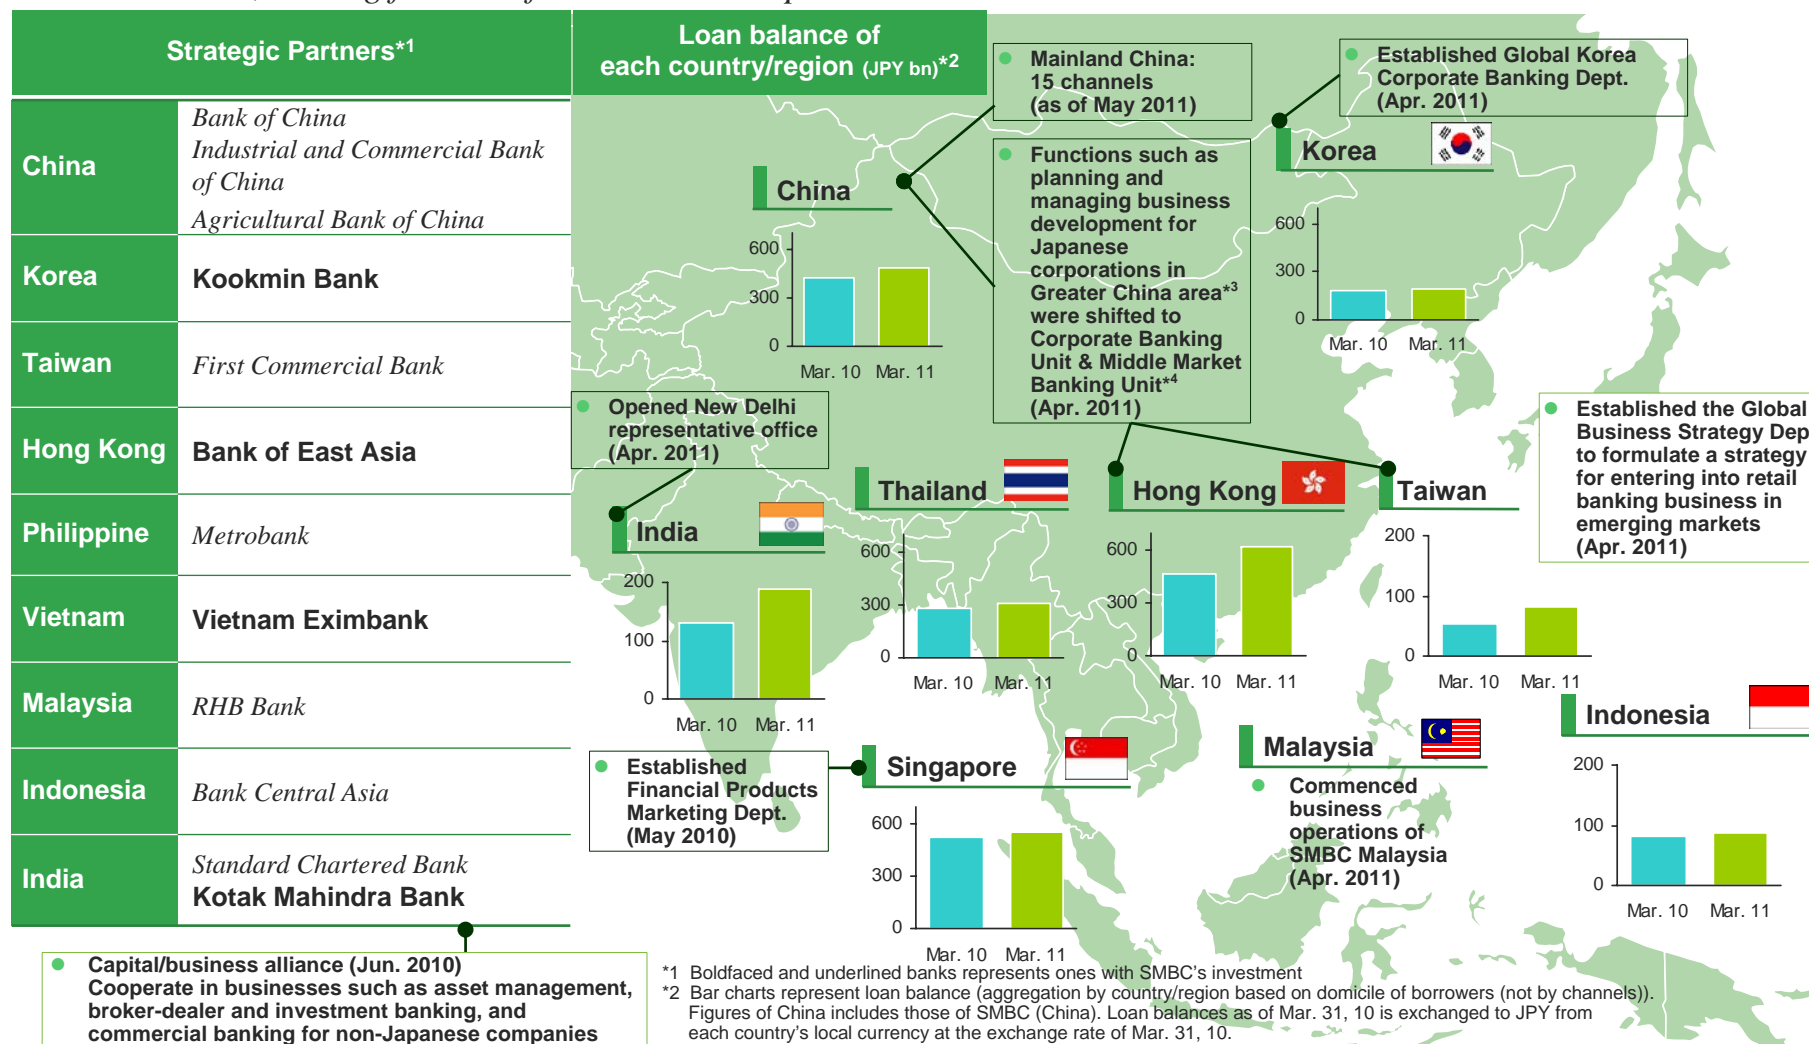 Strategic Partners*1
Loan balance of
each country/region (JPY bn)*2
China
Bank of China
Industrial and Commercial Bank
of China
Agricultural Bank of China
Korea
Kookmin Bank
Taiwan
First Commercial Bank
Hong Kong
Bank of East Asia
Philippine
Metrobank
Vietnam
Vietnam Eximbank
Malaysia
RHB Bank
Indonesia
Bank Central Asia
India
Standard Chartered Bank
Kotak Mahindra Bank
Capital/business alliance (Jun. 2010)
Cooperate in businesses such as asset management,
broker-dealer and investment banking, and
commercial banking for non-Japanese companies
Mainland China:
15 channels
(as of May 2011)
Functions such as
planning and
managing business
development for
Japanese
corporations in
Greater China area*3
were shifted to
Corporate Banking
Unit & Middle Market
Banking Unit*4
(Apr. 2011)
Established Global Korea
Corporate Banking Dept.
(Apr. 2011)
China
600
300
0
Mar. 10 Mar. 11
Korea
600
300
0
Mar. 10 Mar. 11
Opened New Delhi
representative office
(Apr. 2011)
Established the Global
Business Strategy Dep
to formulate a strategy
for entering into retail
banking business in
emerging markets
(Apr. 2011)
India
200
100
0
Mar. 10 Mar. 11
Thailand
600
300
0
Mar. 10 Mar. 11
Hong Kong
600
300
0
Mar. 10 Mar. 11
Taiwan
200
100
0
Mar. 10 Mar. 11
Established
Financial Products
Marketing Dept.
(May 2010)
Singapore
600
300
0
Mar. 10 Mar. 11
Malaysia
Commenced
business
operations of
SMBC Malaysia
(Apr. 2011)
Indonesia
200
100
0
Mar. 10 Mar. 11
*1 Boldfaced and underlined banks represents ones with SMBC's investment
*2 Bar charts represent loan balance (aggregation by country/region based on domicile of borrowers (not by channels)).
Figures of China includes those of SMBC (China). Loan balances as of Mar. 31, 10 is exchanged to JPY from
each country's local currency at the exchange rate of Mar. 31, 10.